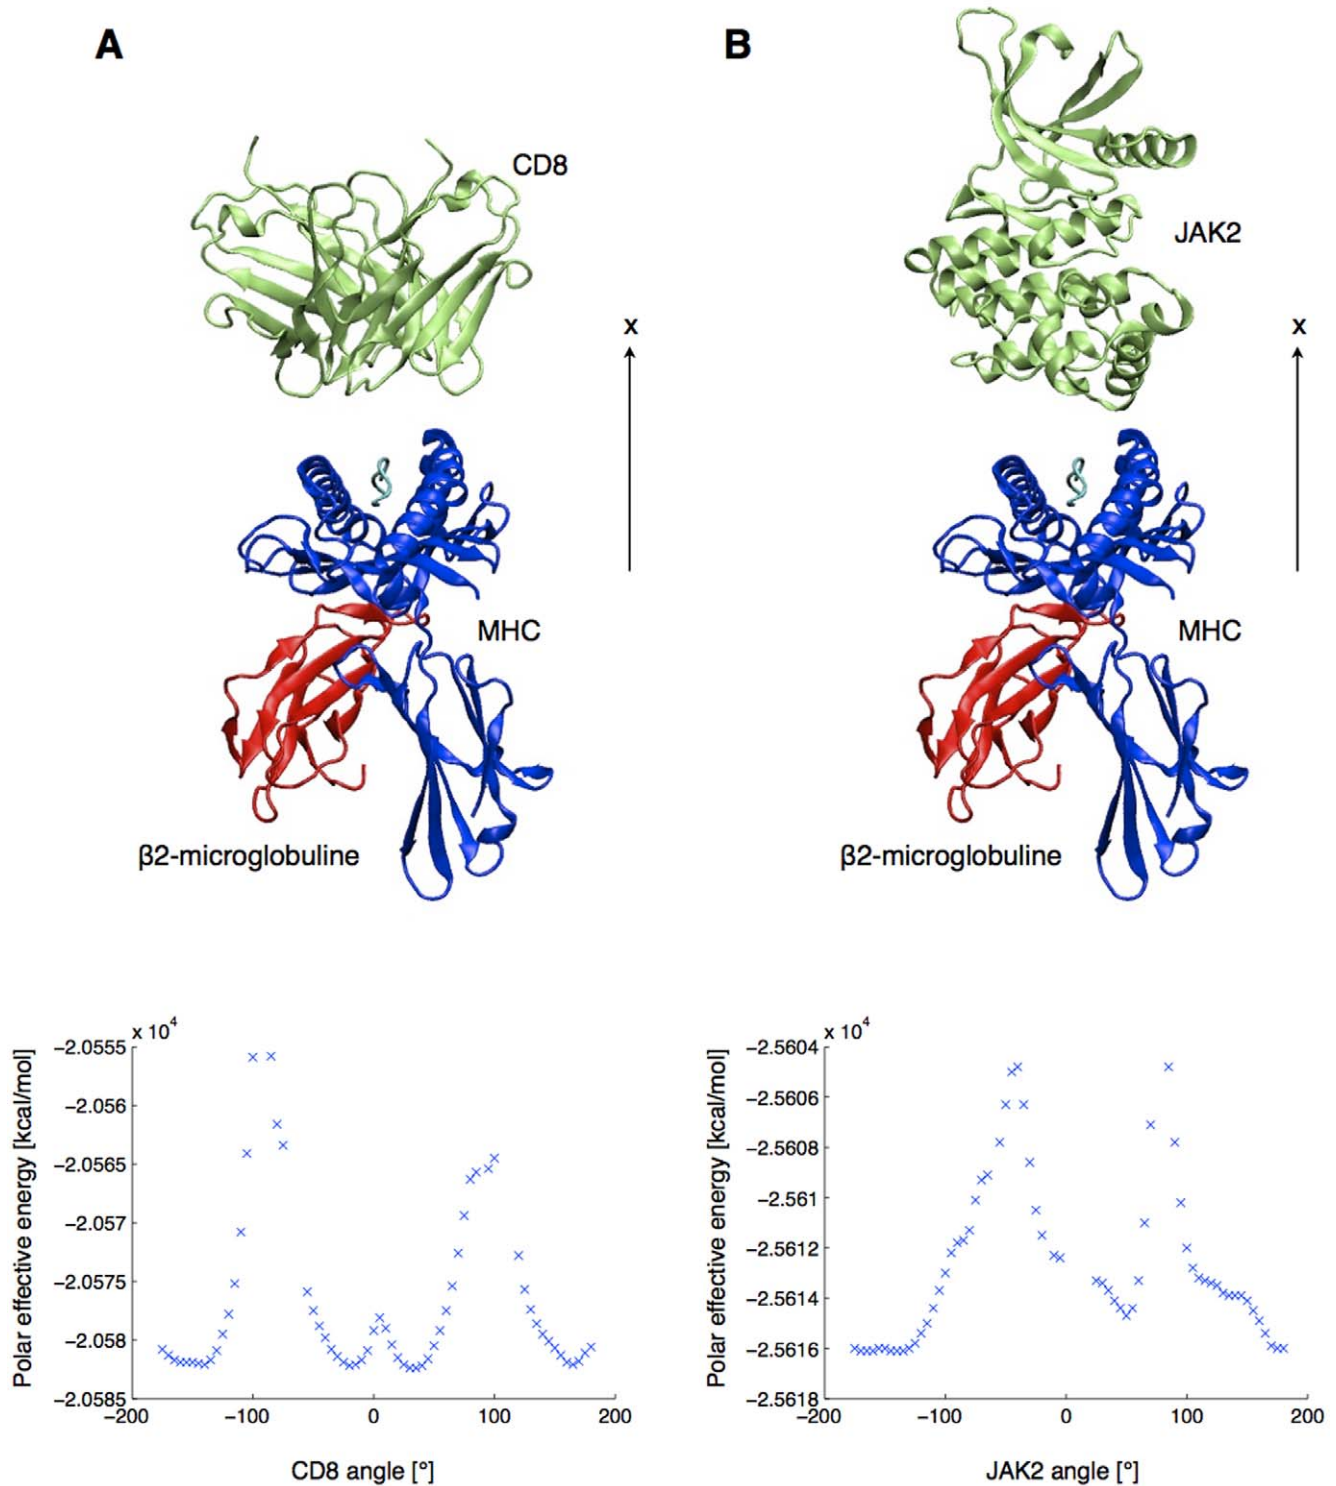 A
B
CD8
JAK2
x
x
MHC
MHC
β2-microglobuline
β2-microglobuline
x 10^4
−2.0555
−2.056
−2.0565
−2.057
−2.0575
−2.058
−2.0585
−200
−100
0
100
200
Polar effective energy [kcal/mol]
CD8 angle [°]
x 10^4
−2.5604
−2.5606
−2.5608
−2.561
−2.5612
−2.5614
−2.5616
−2.5618
−200
−100
0
100
200
Polar effective energy [kcal/mol]
JAK2 angle [°]